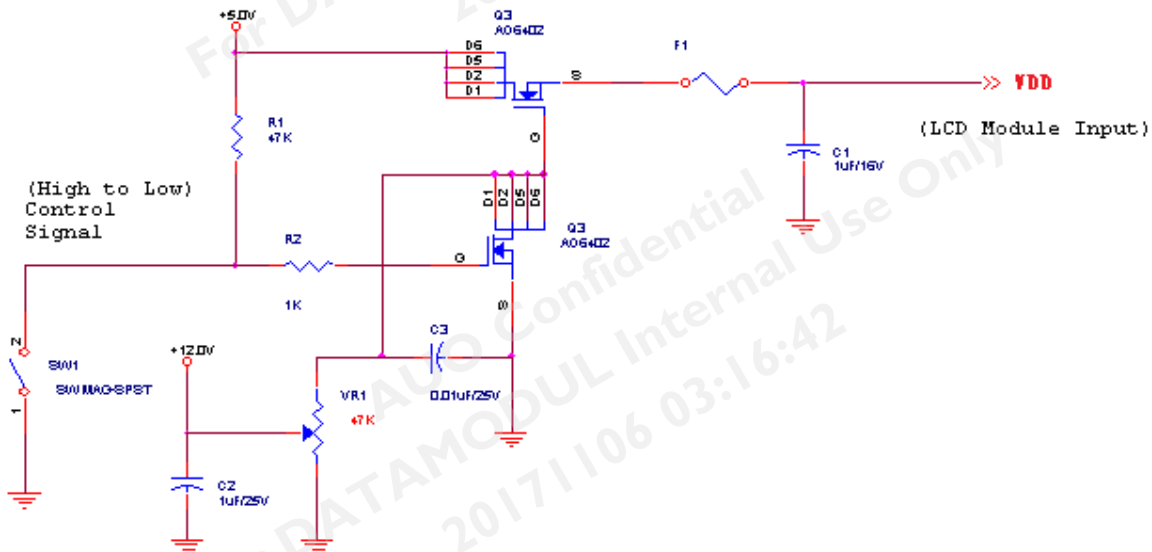 +5.0V
Q3
AO6402
D6
D5
D2
D1
S
G
F1
VDD
(LCD Module Input)
R1
47K
C1
1uF/16V
(High to Low)
Control
Signal
D1
D2
D5
D6
Q3
AO6402
R2
1K
G
S
2
SW1
SW MAG-SPST
1
+12.0V
C3
0.01uF/25V
VR1
47K
C2
1uF/25V
AUO Confidential
DATAMODUL Internal Use Only
20171106 03:16:42